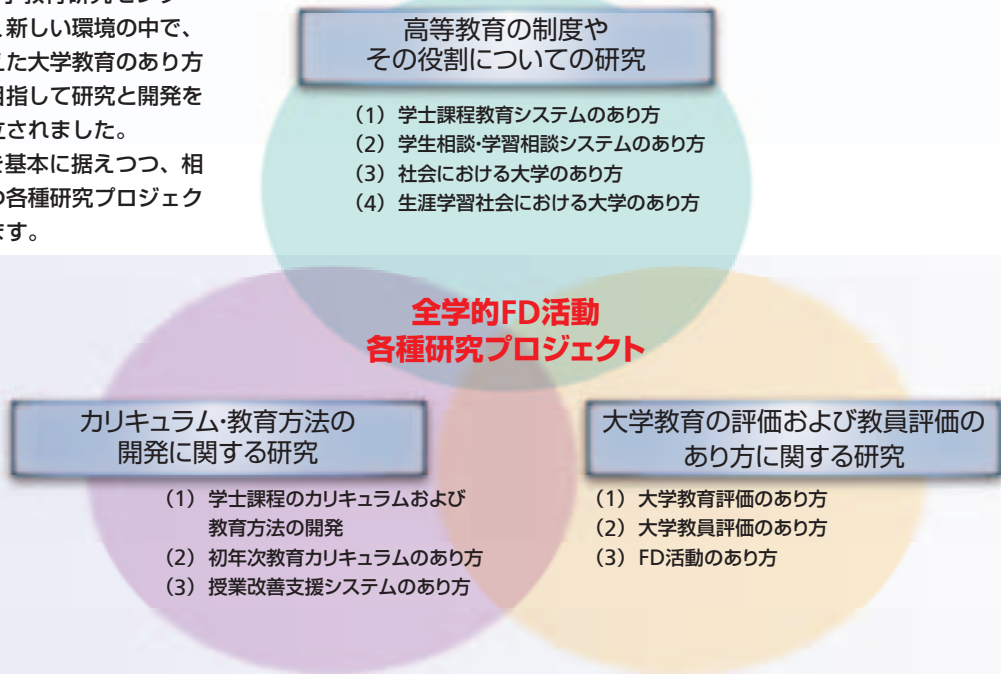 教育研究センター
、新しい環境の中で、
えた大学教育のあり方
目指して研究と開発を
立されました。
を基本に据えつつ、相
の各種研究プロジェク
ます。
高等教育の制度や
その役割についての研究
(1) 学士課程教育システムのあり方
(2) 学生相談・学習相談システムのあり方
(3) 社会における大学のあり方
(4) 生涯学習社会における大学のあり方
全学的FD活動
各種研究プロジェクト
カリキュラム・教育方法の
開発に関する研究
(1) 学士課程のカリキュラムおよび
教育方法の開発
(2) 初年次教育カリキュラムのあり方
(3) 授業改善支援システムのあり方
大学教育の評価および教員評価の
あり方に関する研究
(1) 大学教育評価のあり方
(2) 大学教員評価のあり方
(3) FD活動のあり方